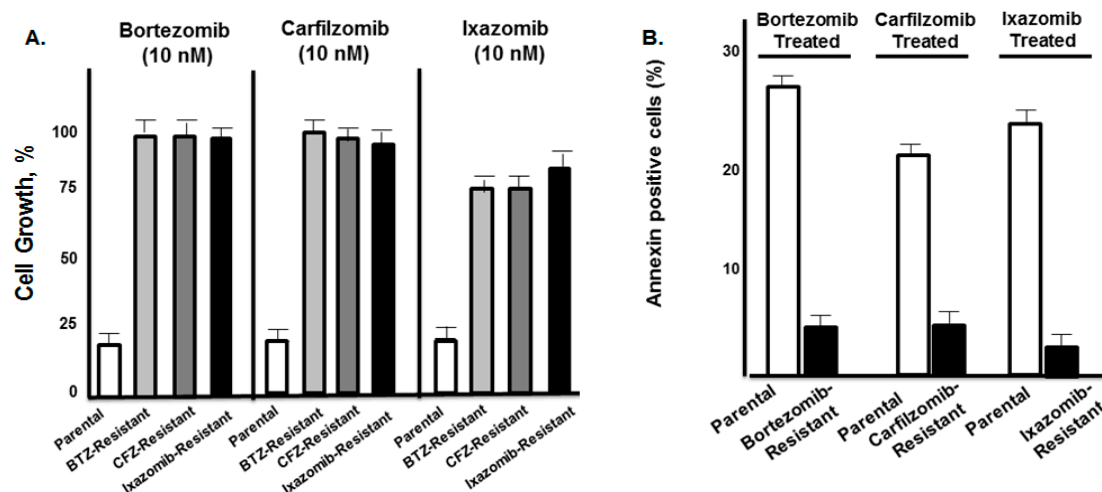 A.
Bortezomib
(10 nM)
Carfilzomib
(10 nM)
Ixazomib
(10 nM)
Cell Growth, %
100
75
50
25
0
Parental
BTZ-Resistant
CFZ-Resistant
Ixazomib-Resistant
Parental
BTZ-Resistant
CFZ-Resistant
Ixazomib-Resistant
Parental
BTZ-Resistant
CFZ-Resistant
Ixazomib-Resistant
B.
Bortezomib
Treated
Carfilzomib
Treated
Ixazomib
Treated
Annexin positive cells (%)
30
20
10
Parental
Bortezomib-
Resistant
Parental
Carfilzomib-
Resistant
Parental
Ixazomib-
Resistant